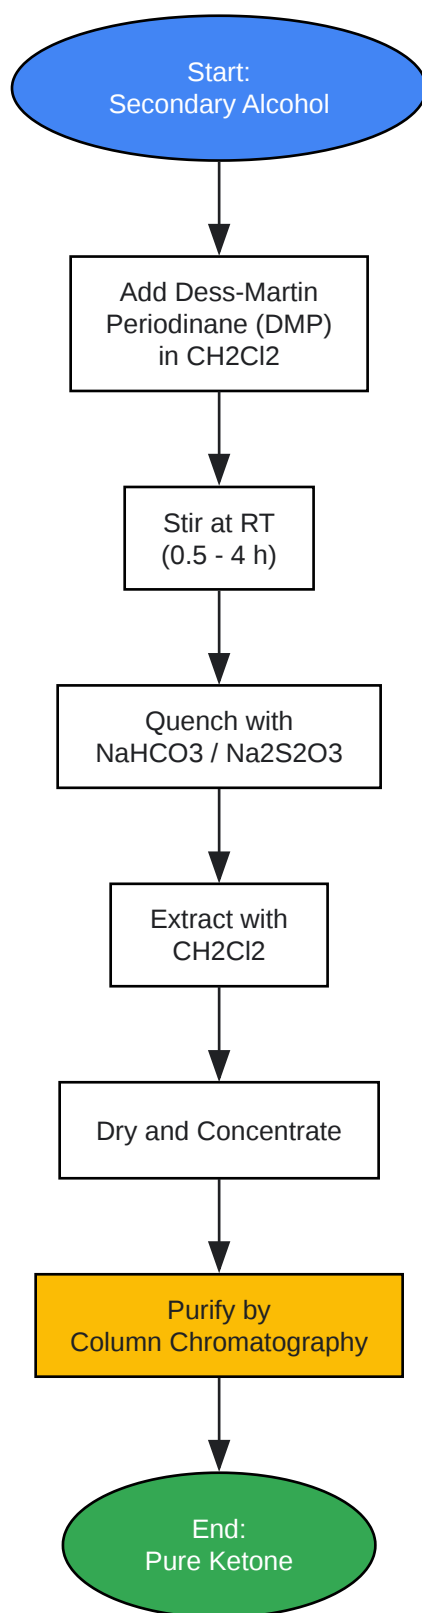 Start:
Secondary Alcohol
Add Dess-Martin
Periodinane (DMP)
in CH2Cl2
Stir at RT
(0.5 - 4 h)
Quench with
NaHCO3 / Na2S2O3
Extract with
CH2Cl2
Dry and Concentrate
Purify by
Column Chromatography
End:
Pure Ketone